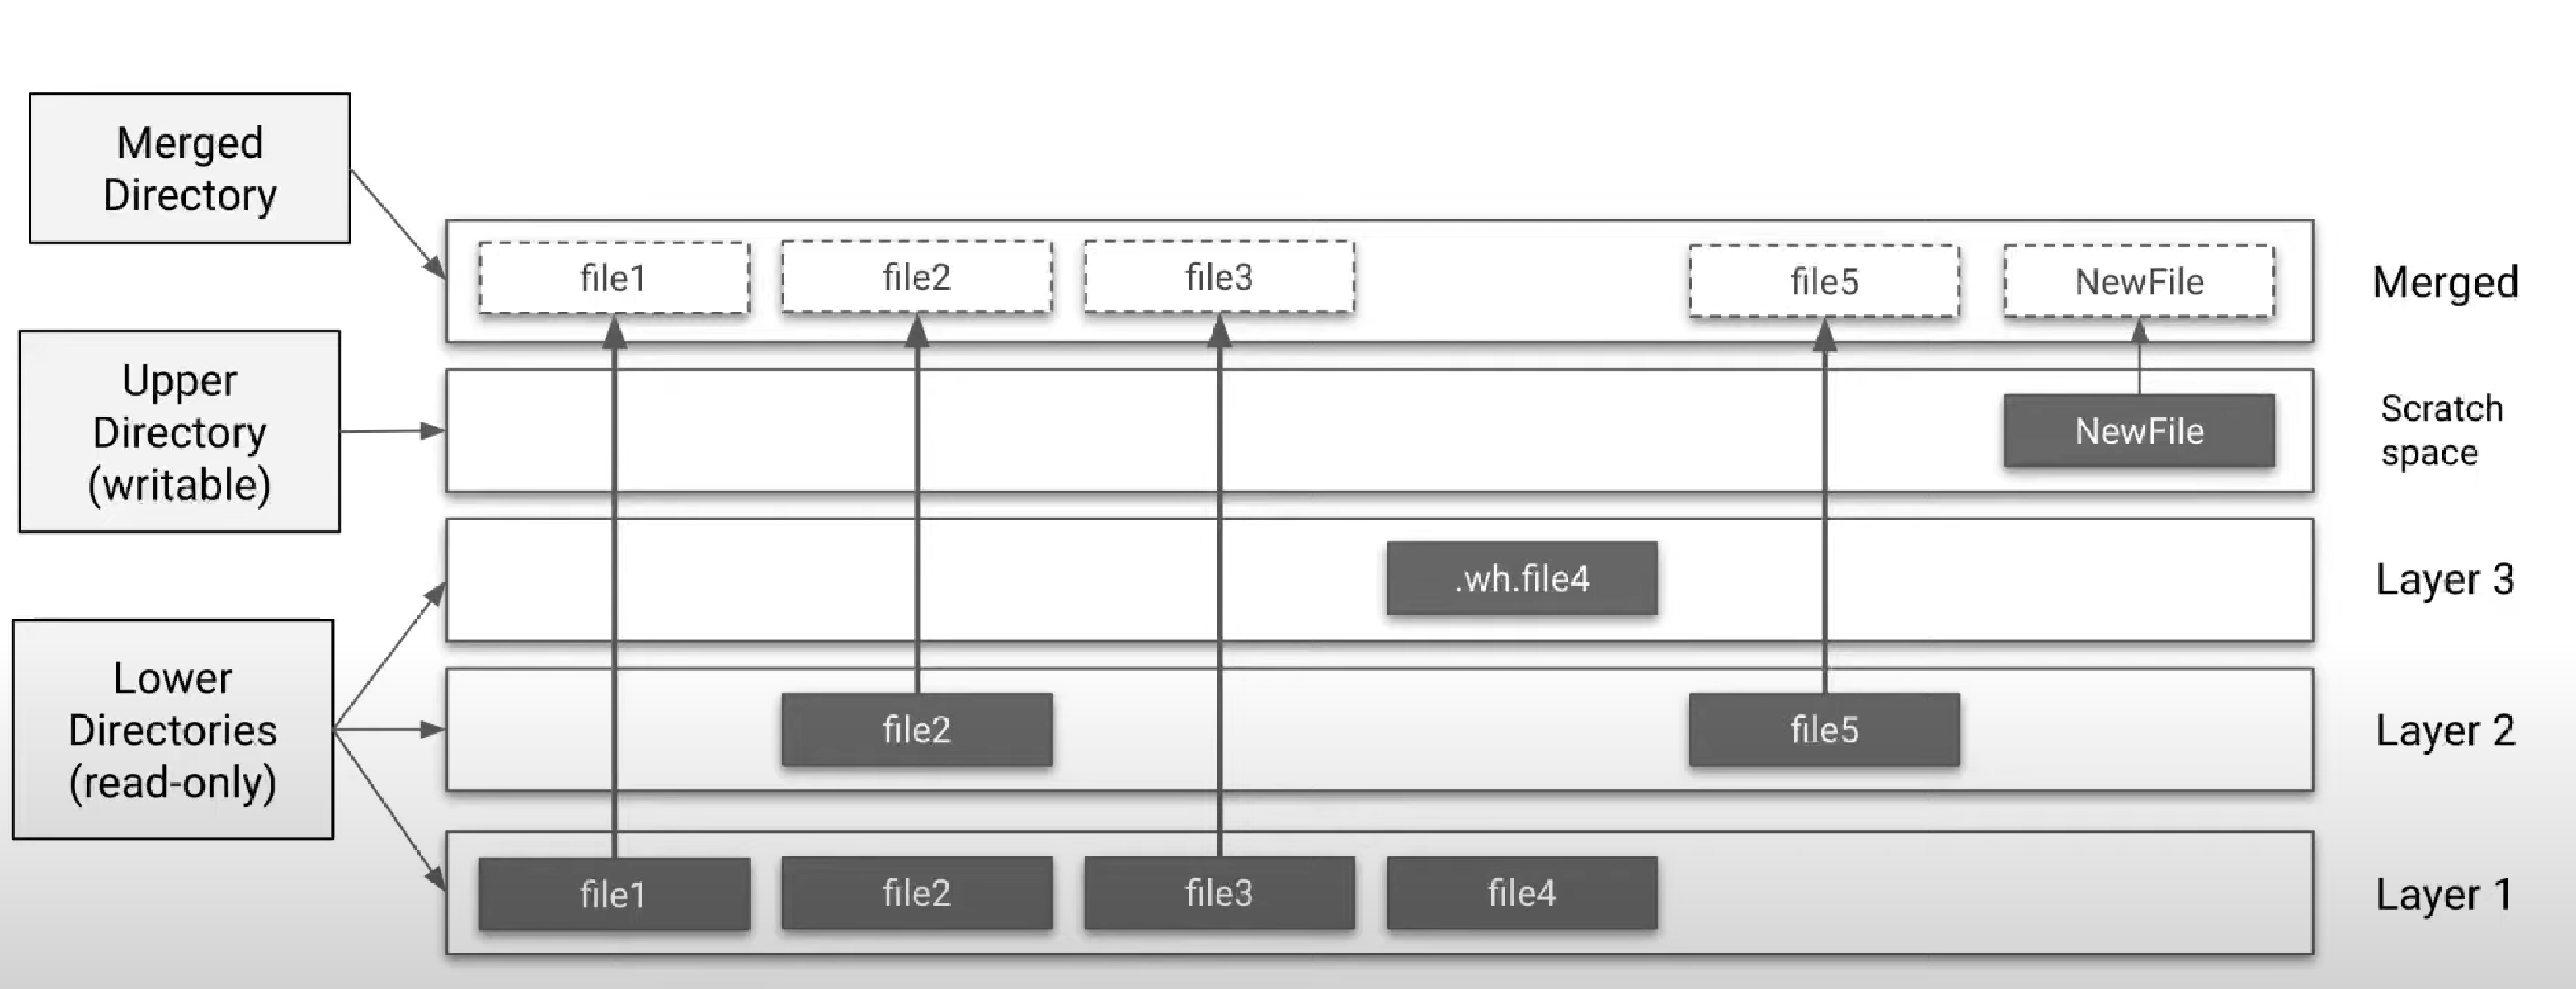 Merged
Directory
file1
file2
file3
file5
NewFile
Merged
Upper
Directory
(writable)
NewFile
Scratch
space
.wh.file4
Layer 3
Lower
Directories
(read-only)
file2
file5
Layer 2
file1
file2
file3
file4
Layer 1